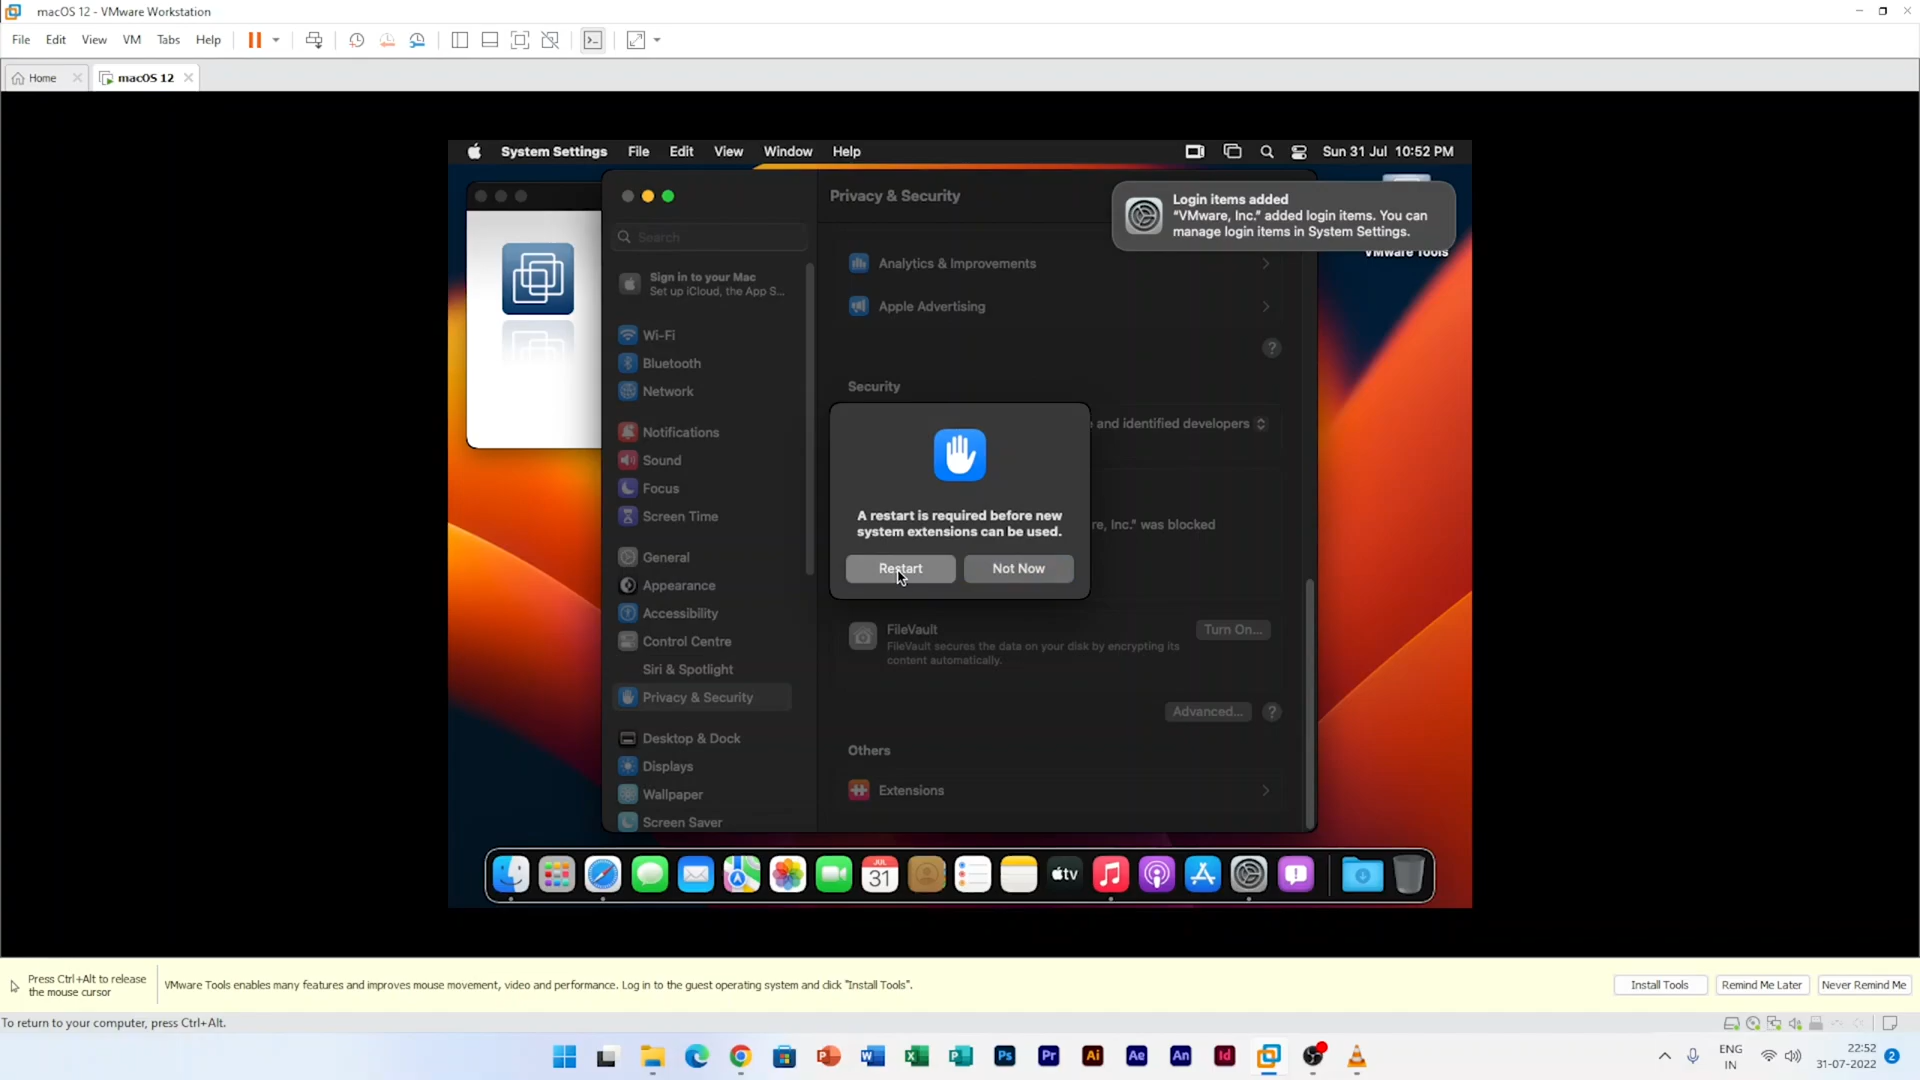 macOS 12 - VMware Workstation
File Edit View VM Tabs Help
Home
macOS 12
System Settings File Edit View Window Help
Sun 31 Jul 10:52 PM
Privacy & Security
Login items added
"VMware, Inc." added login items. You can
manage login items in System Settings.
VMware Tools
Search
Sign in to your Mac
Set up iCloud, the App S...
Wi-Fi
Bluetooth
Network
Notifications
Sound
Focus
Screen Time
General
Appearance
Accessibility
Control Centre
Siri & Spotlight
Privacy & Security
Desktop & Dock
Displays
Wallpaper
Screen Saver
Analytics & Improvements
Apple Advertising
?
Security
and identified developers
re, Inc." was blocked
A restart is required before new
system extensions can be used.
Restart
Not Now
FileVault
Turn On...
FileVault secures the data on your disk by encrypting its
content automatically.
Advanced...
?
Others
Extensions
JUL
31
tv
Press Ctrl+Alt to release
the mouse cursor
VMware Tools enables many features and improves mouse movement, video and performance. Log in to the guest operating system and click "Install Tools".
Install Tools
Remind Me Later
Never Remind Me
To return to your computer, press Ctrl+Alt.
Ps Pr Ai Ae An Id
ENG
IN
22:52
31-07-2022
2